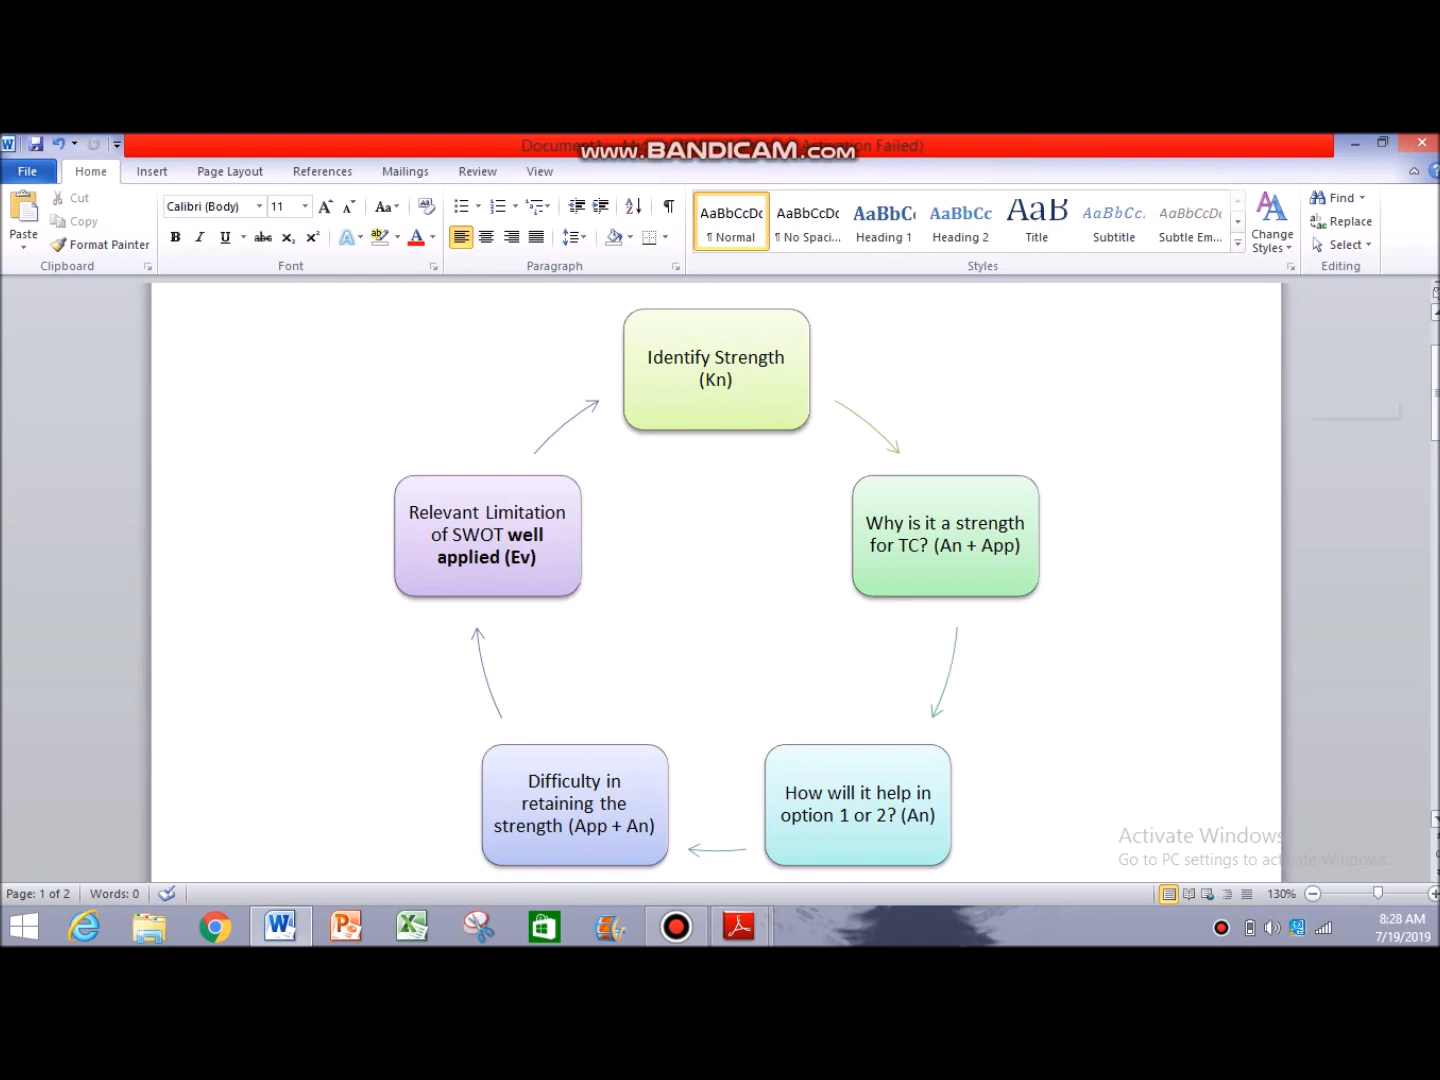 Document
www.BANDICAM.com
Failed)
File Home Insert Page Layout References Mailings Review View
Paste
Cut
Copy
Format Painter
Clipboard
Calibri (Body) 11
Font
Paragraph
AaBbCcDc AaBbCcDc AaBbCc AaBbCc AaB AaBbCc. AaBbCcDc
¶ Normal ¶ No Spaci... Heading 1 Heading 2 Title Subtitle Subtle Em...
Change
Styles
Styles
Find
Replace
Select
Editing
Identify Strength
(Kn)
Why is it a strength
for TC? (An + App)
How will it help in
option 1 or 2? (An)
Difficulty in
retaining the
strength (App + An)
Relevant Limitation
of SWOT well
applied (Ev)
Activate Windows
Go to PC settings to activate Windows.
Page: 1 of 2 Words: 0 130%
8:28 AM
7/19/2019